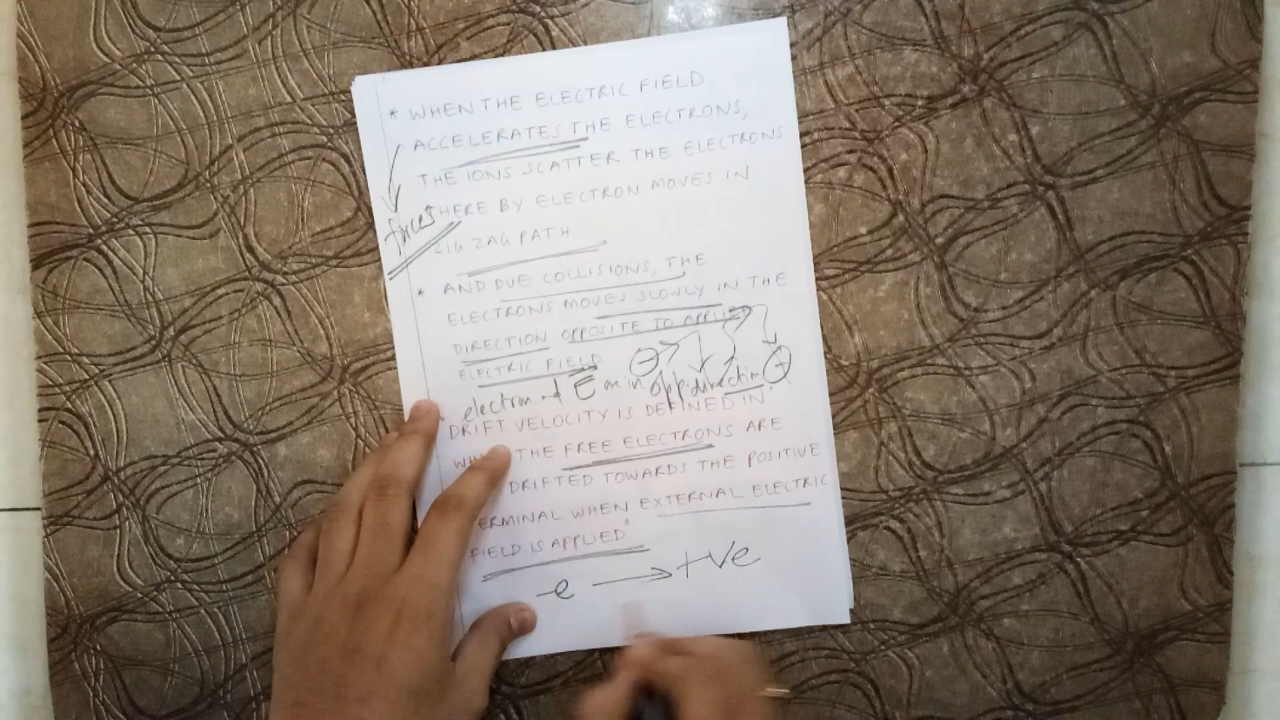 * WHEN THE ELECTRIC FIELD
ACCELERATES THE ELECTRONS,
THE IONS SCATTER THE ELECTRONS
forces THERE BY ELECTRON MOVES IN
ZIG ZAG PATH
* AND DUE COLLISIONS, THE
ELECTRONS MOVES SLOWLY IN THE
DIRECTION OPPOSITE TO APPLIED
ELECTRIC FIELD
electron and E are in opp. direction
DRIFT VELOCITY IS DEFINED IN"
THE FREE ELECTRONS ARE
DRIFTED TOWARDS THE POSITIVE
TERMINAL WHEN EXTERNAL ELECTRIC
FIELD IS APPLIED"
-e → +Ve